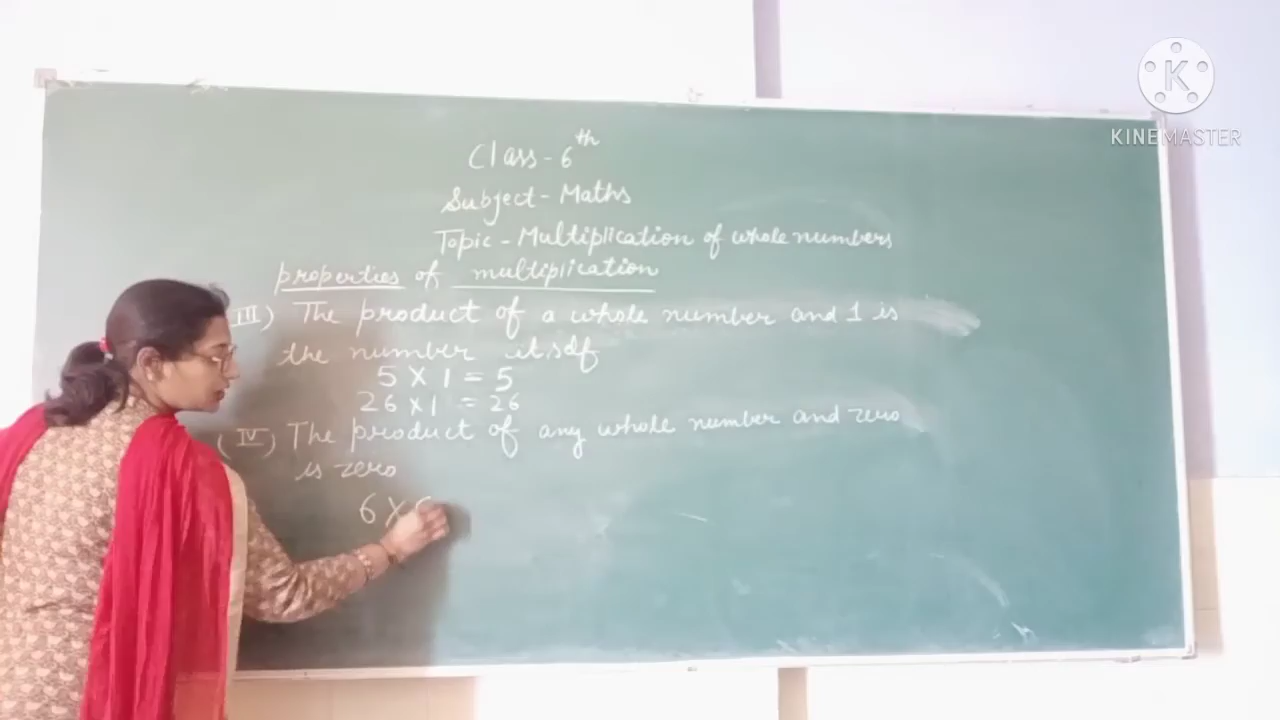 Class - 6th
Subject - Maths
Topic - Multiplication of whole numbers
properties of multiplication
(III) The product of a whole number and 1 is
the number itself
5 X 1 = 5
26 X 1 = 26
(IV) The product of any whole number and zero
is zero
6 X
K
KINEMASTER